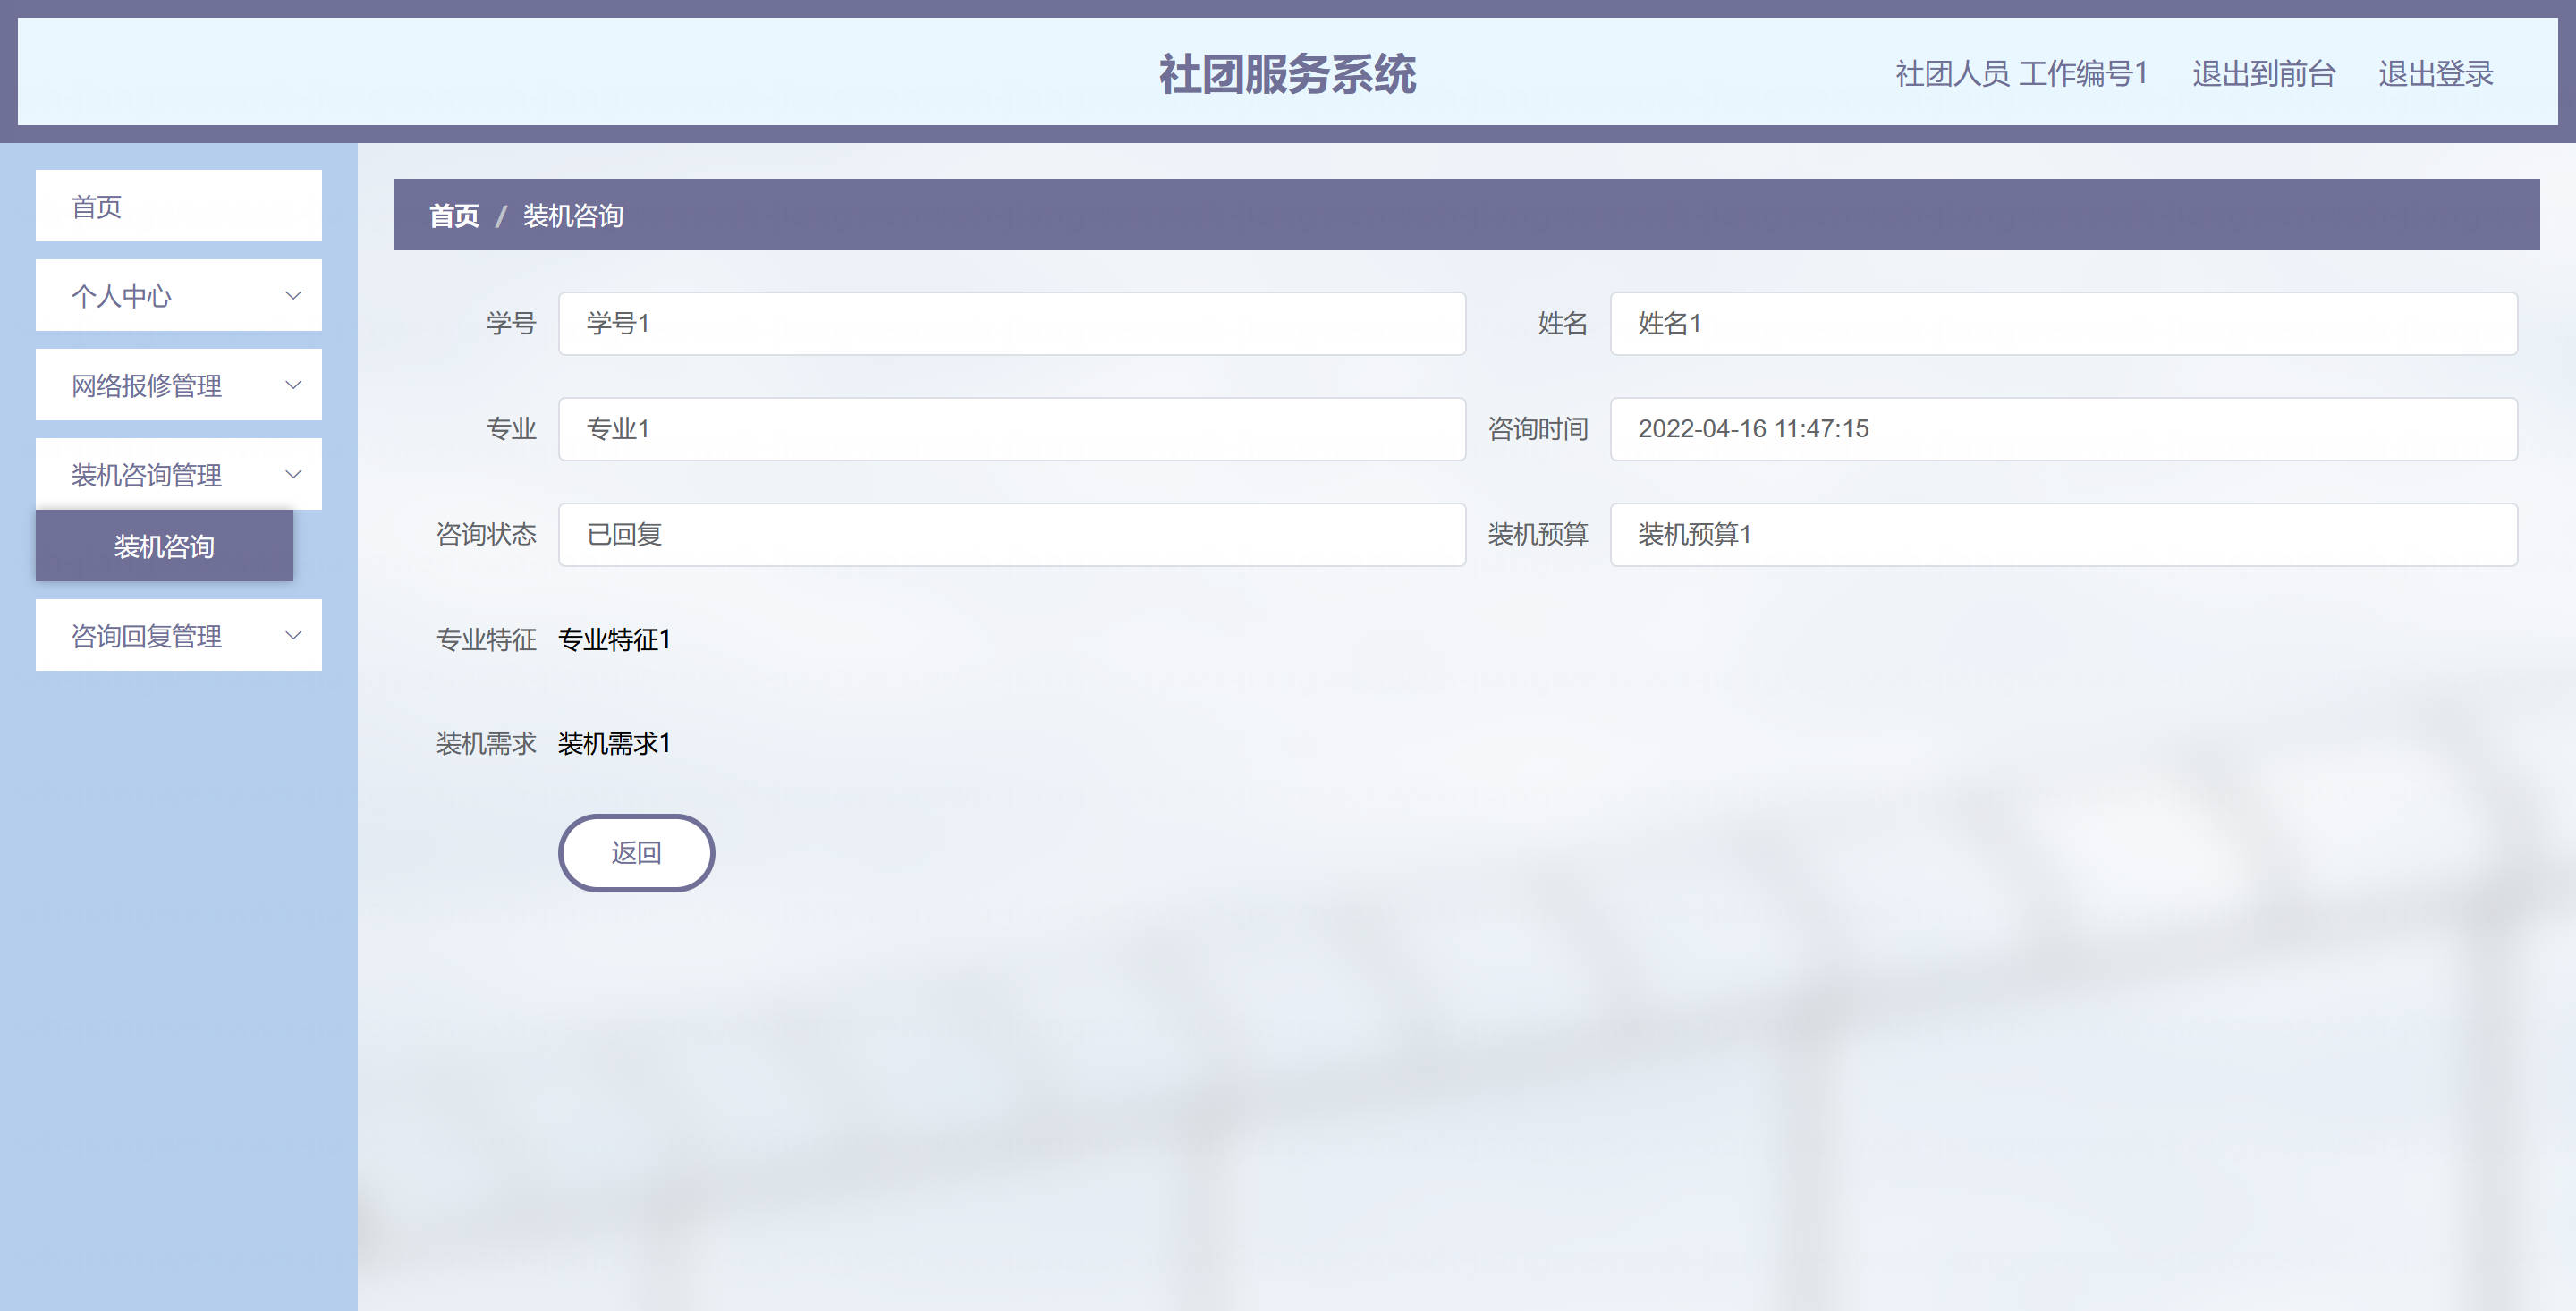 社团服务系统
社团人员 工作编号1 退出到前台 退出登录
首页
个人中心
网络报修管理
装机咨询管理
装机咨询
咨询回复管理
首页 / 装机咨询
学号 学号1 姓名 姓名1
专业 专业1 咨询时间 2022-04-16 11:47:15
咨询状态 已回复 装机预算 装机预算1
专业特征 专业特征1
装机需求 装机需求1
返回